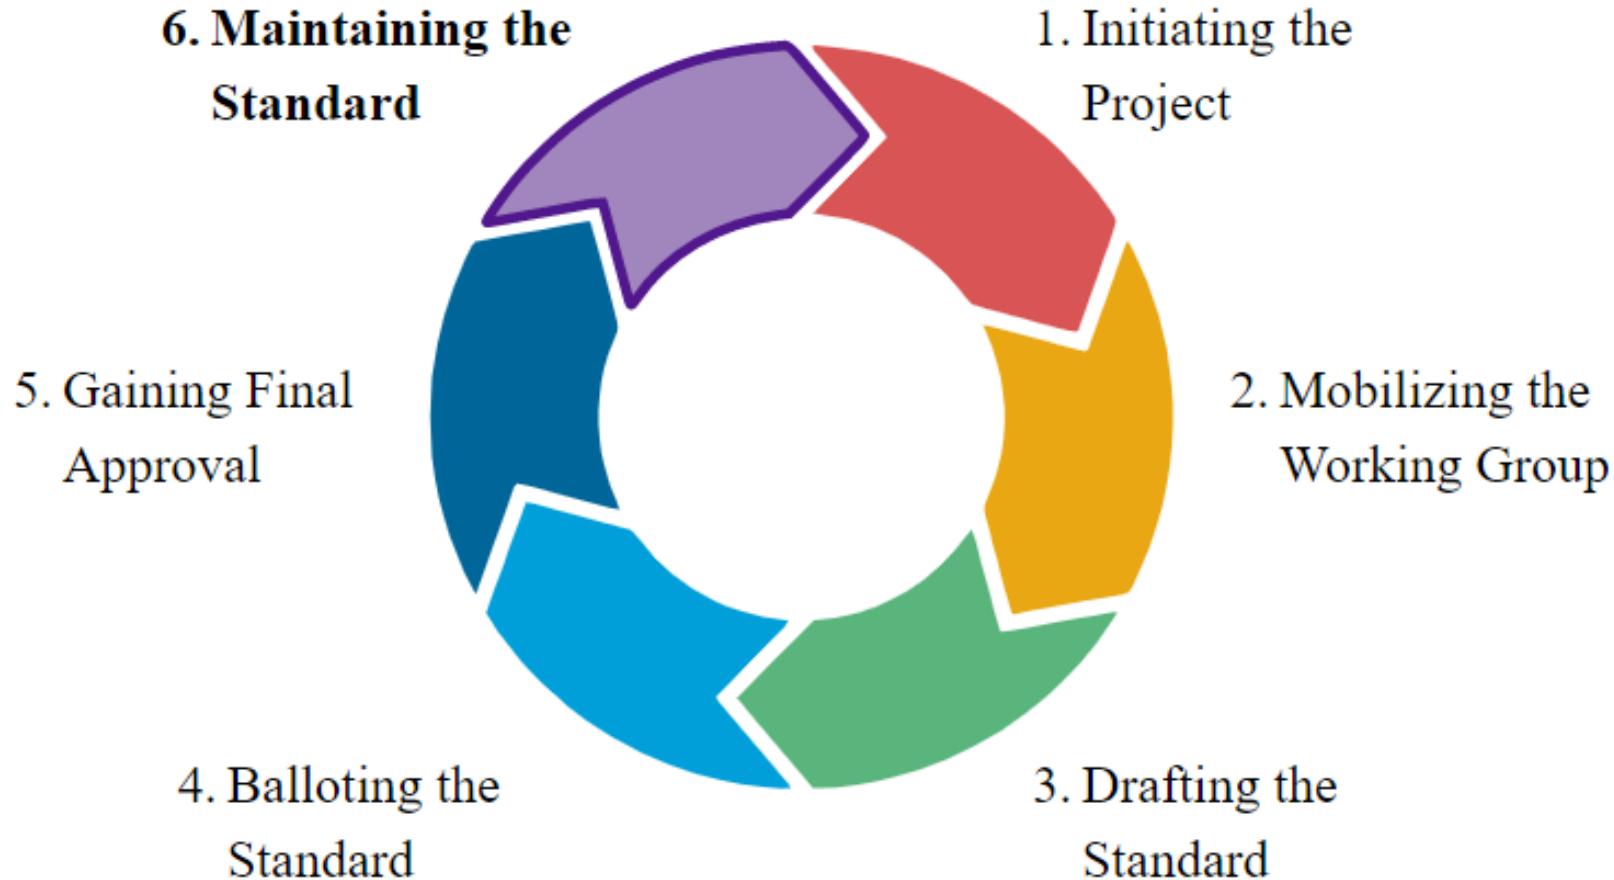 6. Maintaining the
Standard
1. Initiating the
Project
5. Gaining Final
Approval
2. Mobilizing the
Working Group
4. Balloting the
Standard
3. Drafting the
Standard